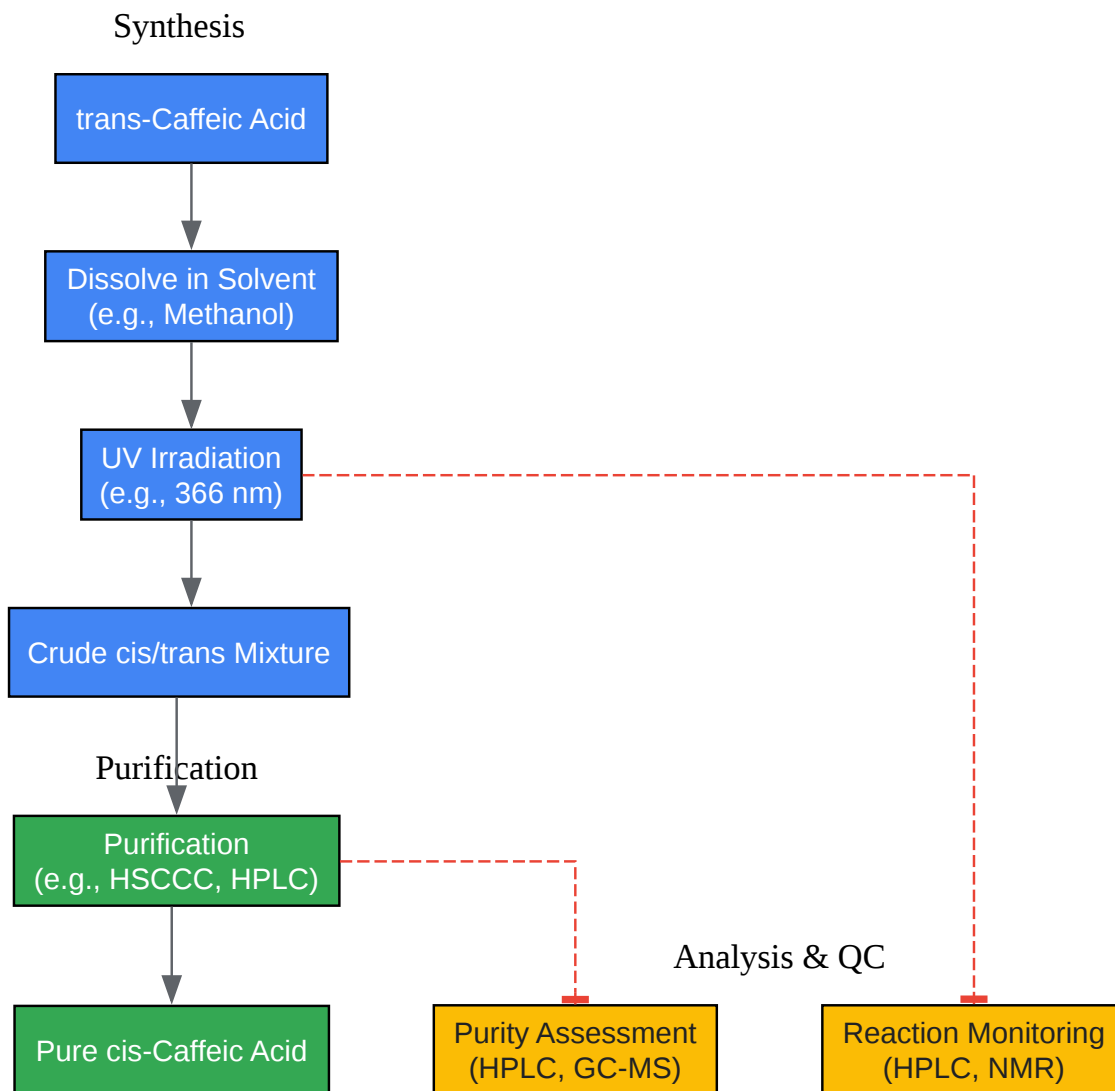 Synthesis
trans-Caffeic Acid
Dissolve in Solvent
(e.g., Methanol)
UV Irradiation
(e.g., 366 nm)
Crude cis/trans Mixture
Purification
Purification
(e.g., HSCCC, HPLC)
Analysis & QC
Pure cis-Caffeic Acid
Purity Assessment
(HPLC, GC-MS)
Reaction Monitoring
(HPLC, NMR)